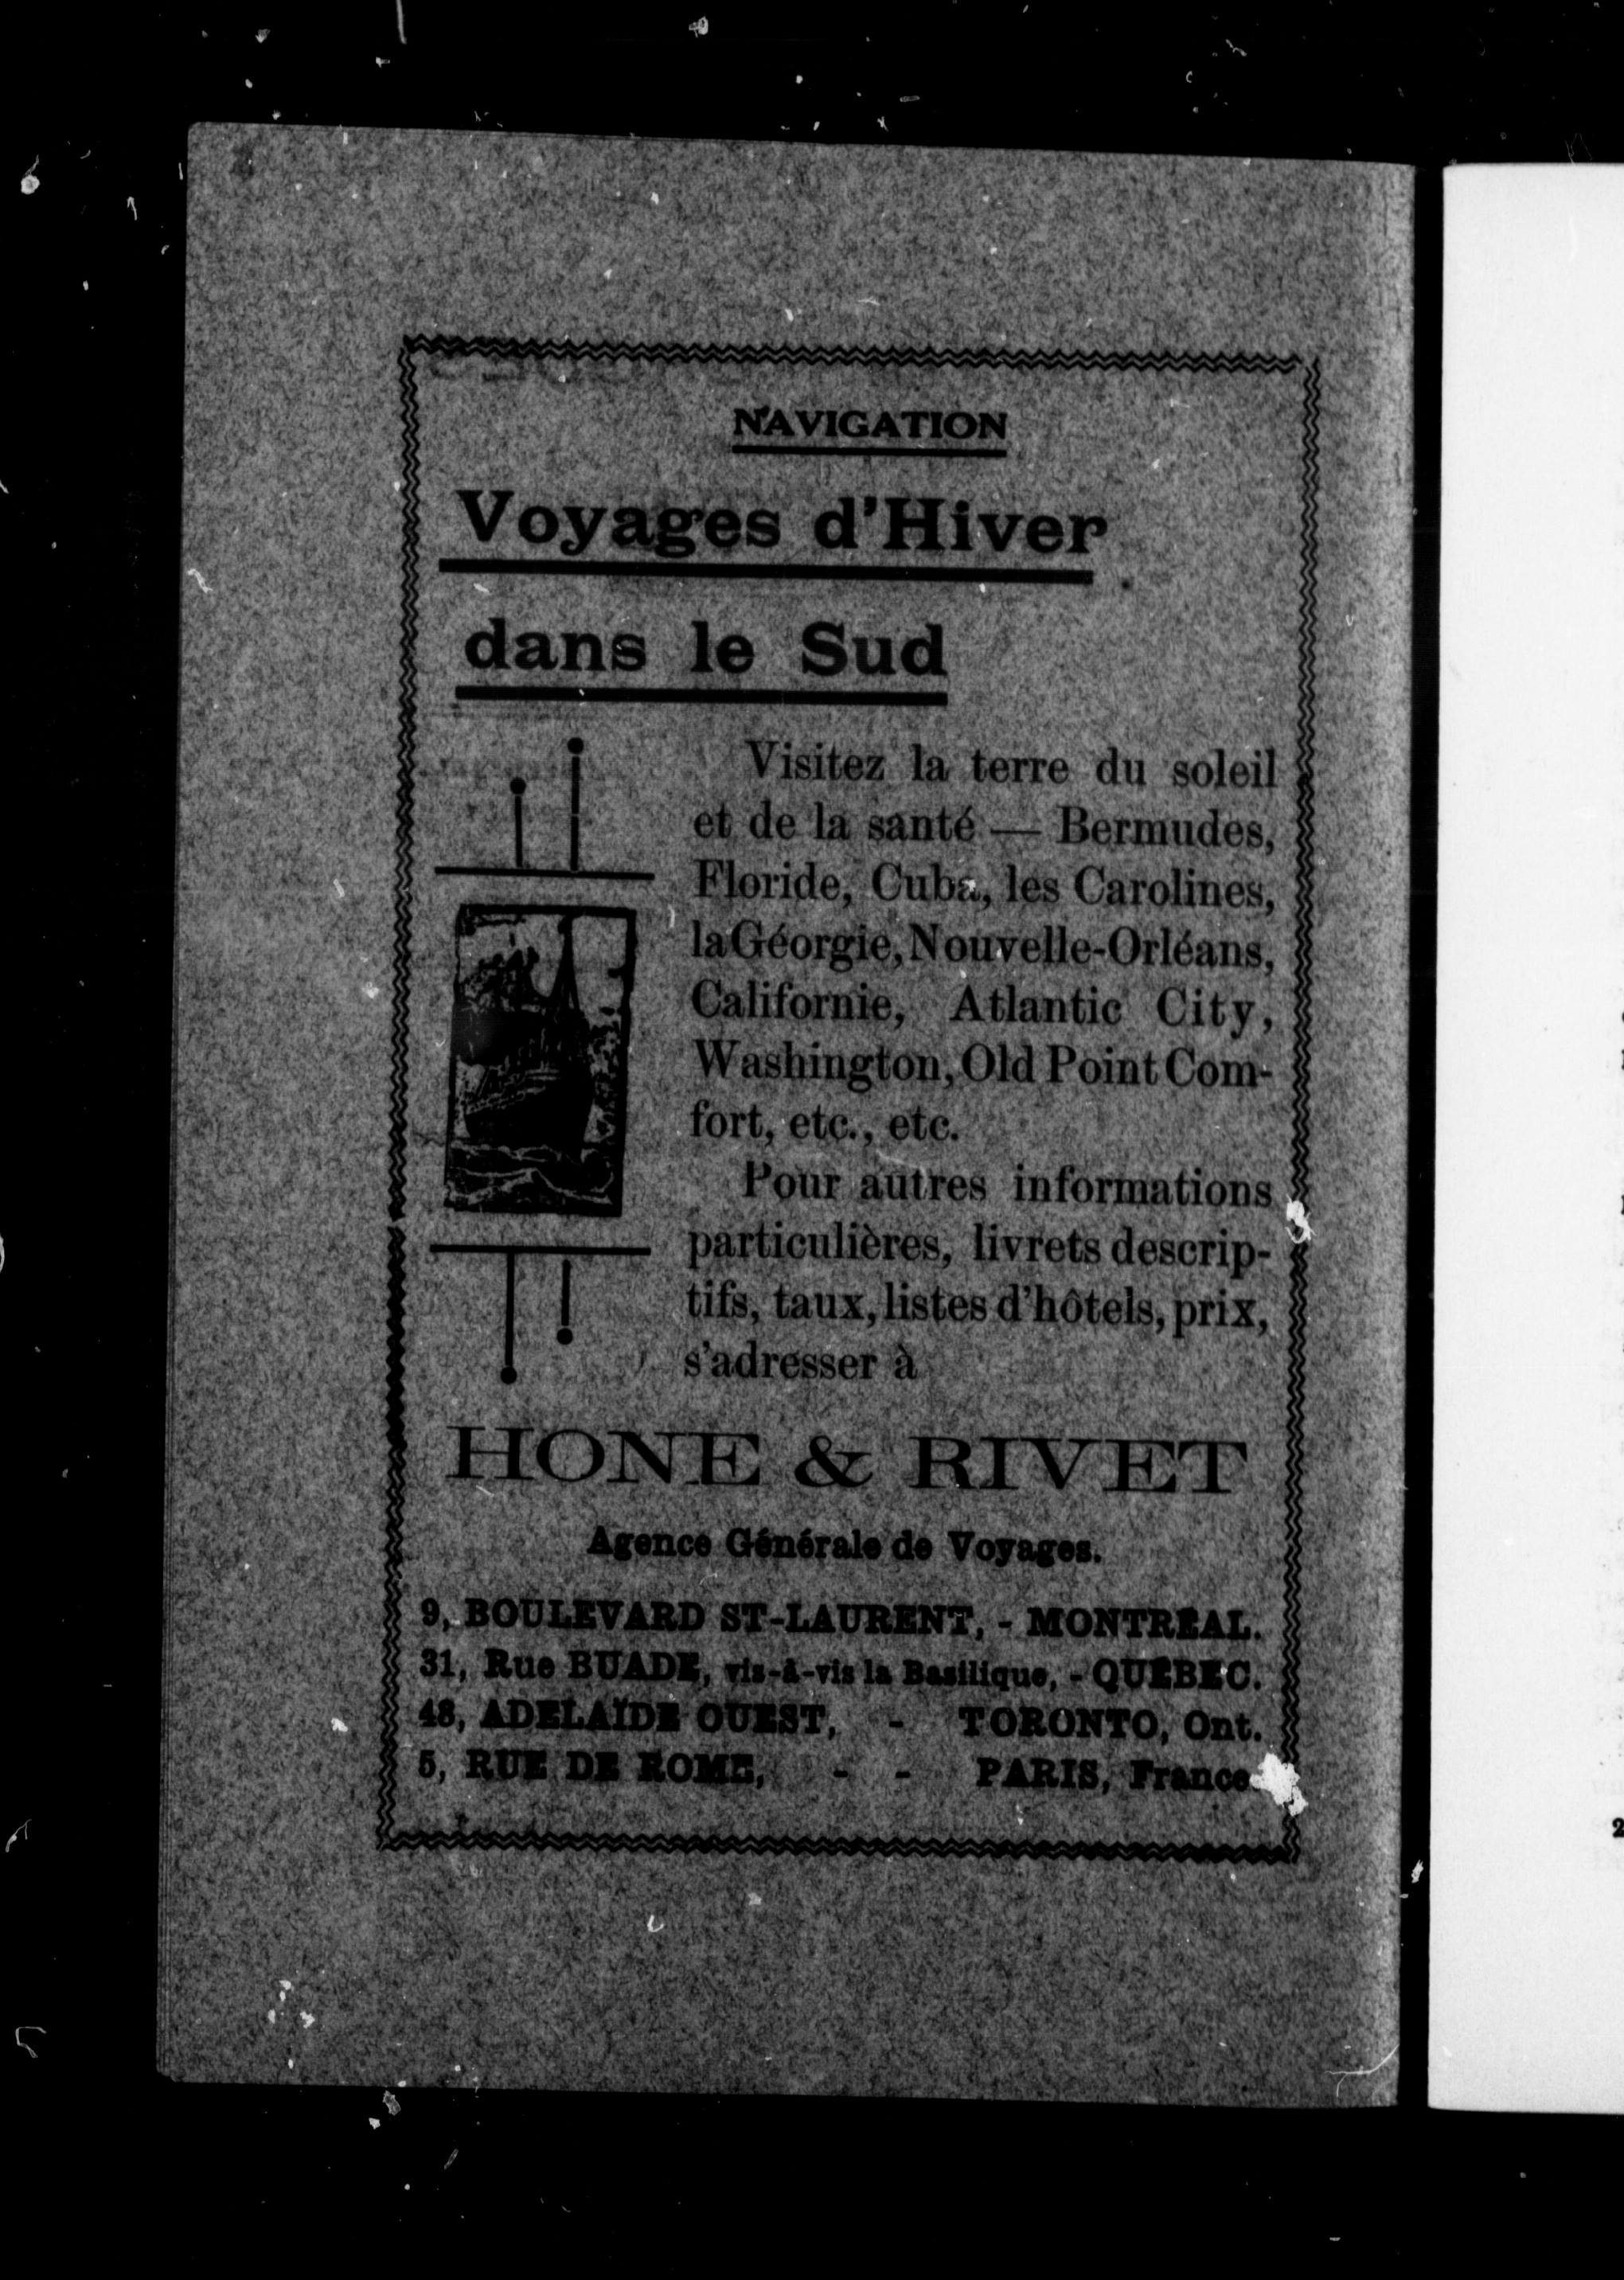 NAVIGATION
Voyages d'Hiver
dans le Sud
Visitez la terre du soleil
et de la santé — Bermudes,
Floride, Cuba, les Carolines,
la Géorgie, Nouvelle-Orléans,
Californie, Atlantic City,
Washington, Old Point Com-
fort, etc., etc.
Pour autres informations
particulières, livrets descrip-
tifs, taux, listes d'hôtels, prix,
s'adresser à
HONE & RIVET
Agence Générale de Voyages.
9, BOULEVARD ST-LAURENT, - MONTRÉAL.
31, Rue BUADE, vis-à-vis la Basilique, - QUÉBEC.
48, ADELAÏDE OUEST, - TORONTO, Ont.
5, RUE DE ROME, - - PARIS, France.